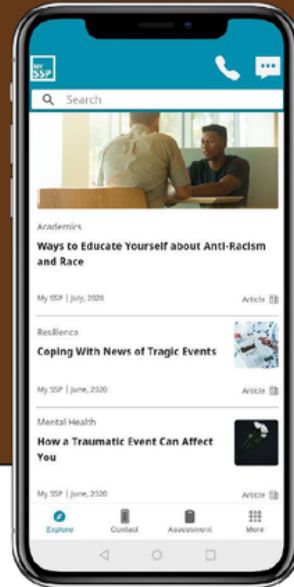 MY
SSP
Search
Academics
Ways to Educate Yourself about Anti-Racism
and Race
My SSP | July, 2020
Article
Resilience
Coping With News of Tragic Events
My SSP | June, 2020
Article
Mental Health
How a Traumatic Event Can Affect
You
My SSP | June, 2020
Article
Explore
Contact
Assessment
More